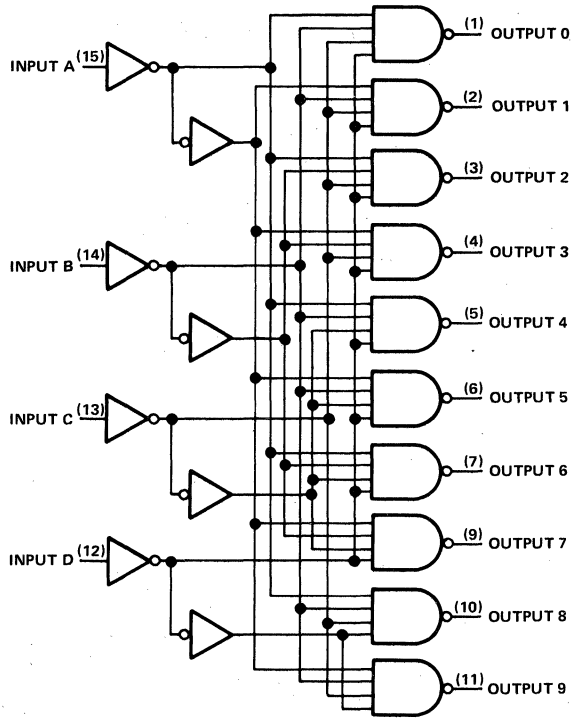 (1) OUTPUT 0
INPUT A (15)
(2) OUTPUT 1
(3) OUTPUT 2
(4) OUTPUT 3
INPUT B (14)
(5) OUTPUT 4
(6) OUTPUT 5
INPUT C (13)
(7) OUTPUT 6
(9) OUTPUT 7
INPUT D (12)
(10) OUTPUT 8
(11) OUTPUT 9